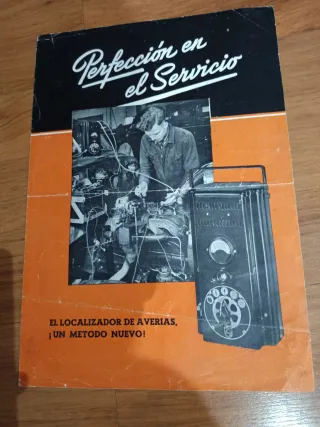 Perfección en
el Servicio
EL LOCALIZADOR DE AVERIAS,
¡UN METODO NUEVO!